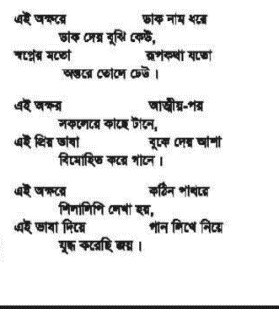 এই অক্ষরে ডাক নাম ধরে
ডাক দেয় বুঝি কেউ,
স্বপ্নের মতো রূপকথা যতো
অন্তরে তোলে ঢেউ ।
এই অক্ষর আত্মীয়-পর
সকলেরে কাছে টানে,
এই প্রিয় ভাষা বুকে দেয় আশা
বিমোহিত করে গানে ।
এই অক্ষরে কঠিন পাথরে
শিলালিপি লেখা হয়,
এই ভাষা দিয়ে গান লিখে নিয়ে
যুদ্ধ করেছি জয় ।